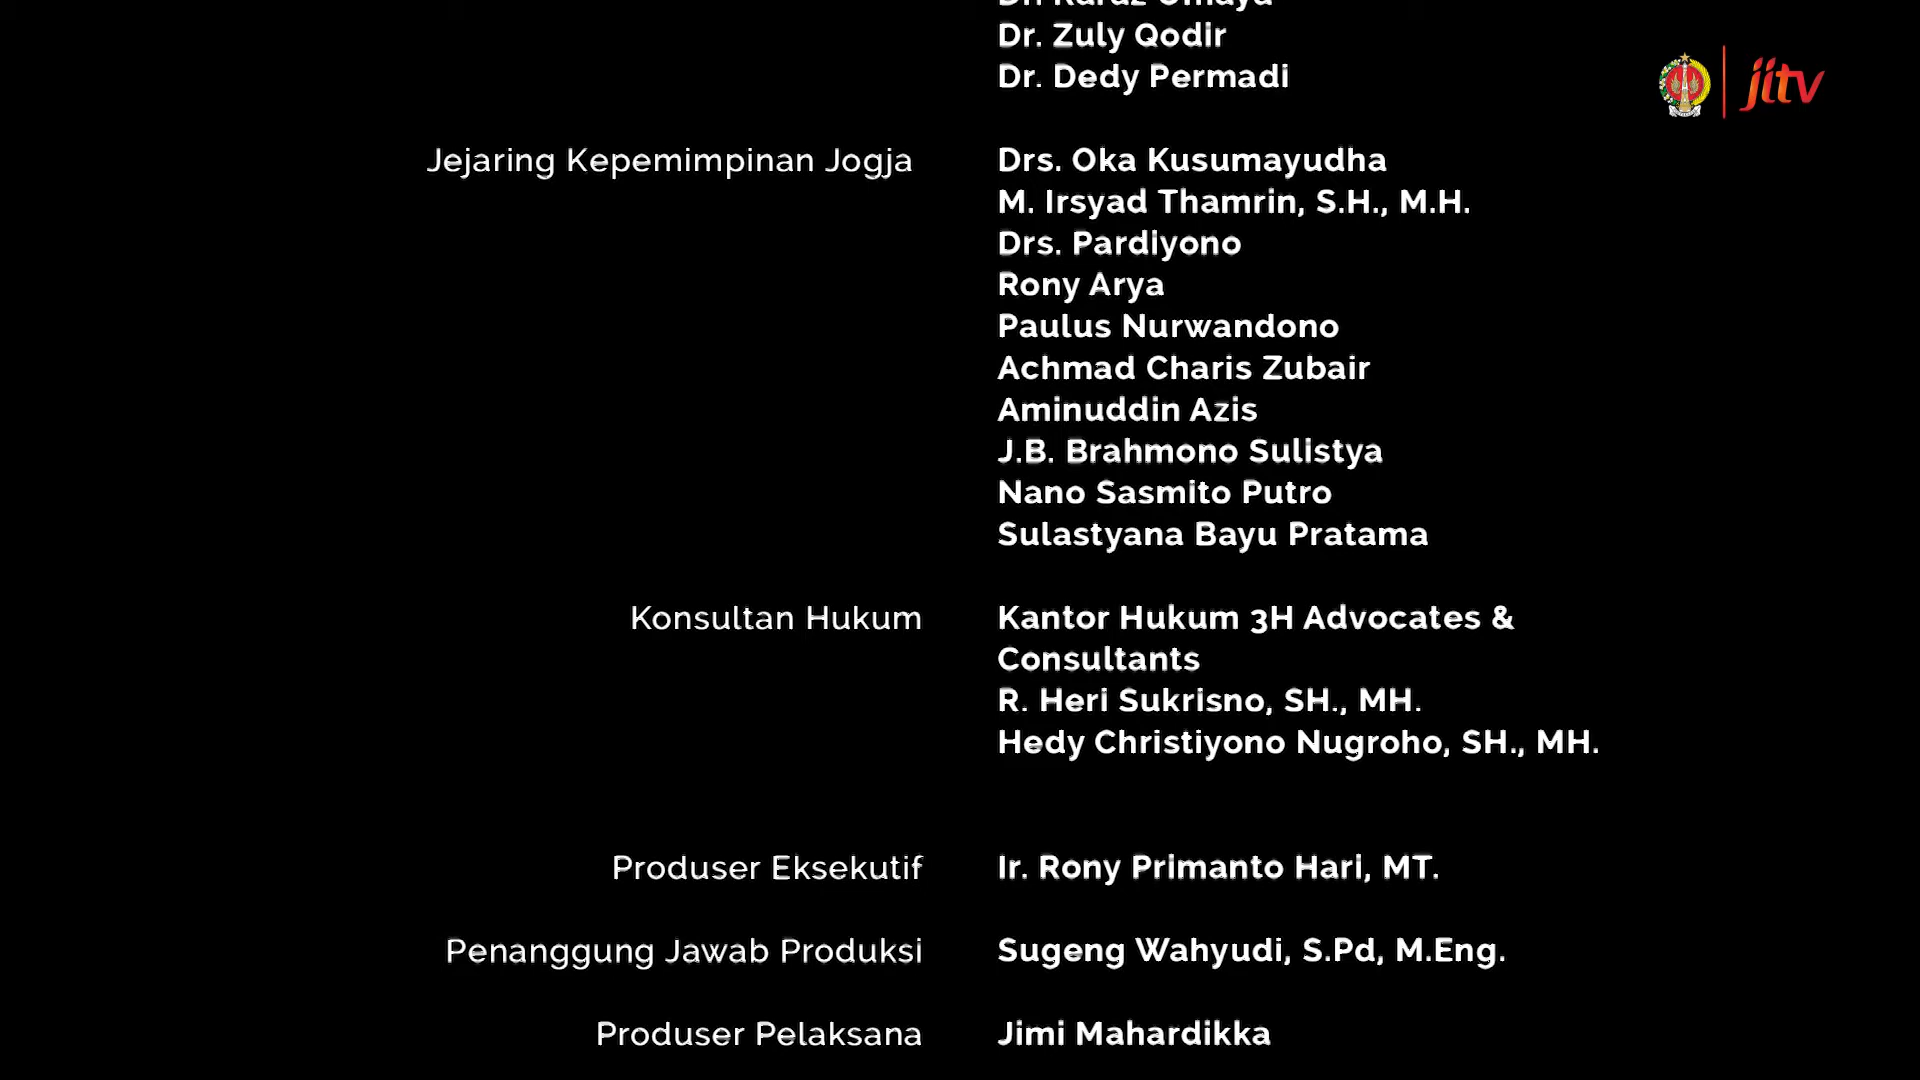 Dr. Zuly Qodir
Dr. Dedy Permadi
jitv
Jejaring Kepemimpinan Jogja Drs. Oka Kusumayudha
M. Irsyad Thamrin, S.H., M.H.
Drs. Pardiyono
Rony Arya
Paulus Nurwandono
Achmad Charis Zubair
Aminuddin Azis
J.B. Brahmono Sulistya
Nano Sasmito Putro
Sulastyana Bayu Pratama
Konsultan Hukum Kantor Hukum 3H Advocates &
Consultants
R. Heri Sukrisno, SH., MH.
Hedy Christiyono Nugroho, SH., MH.
Produser Eksekutif Ir. Rony Primanto Hari, MT.
Penanggung Jawab Produksi Sugeng Wahyudi, S.Pd, M.Eng.
Produser Pelaksana Jimi Mahardikka